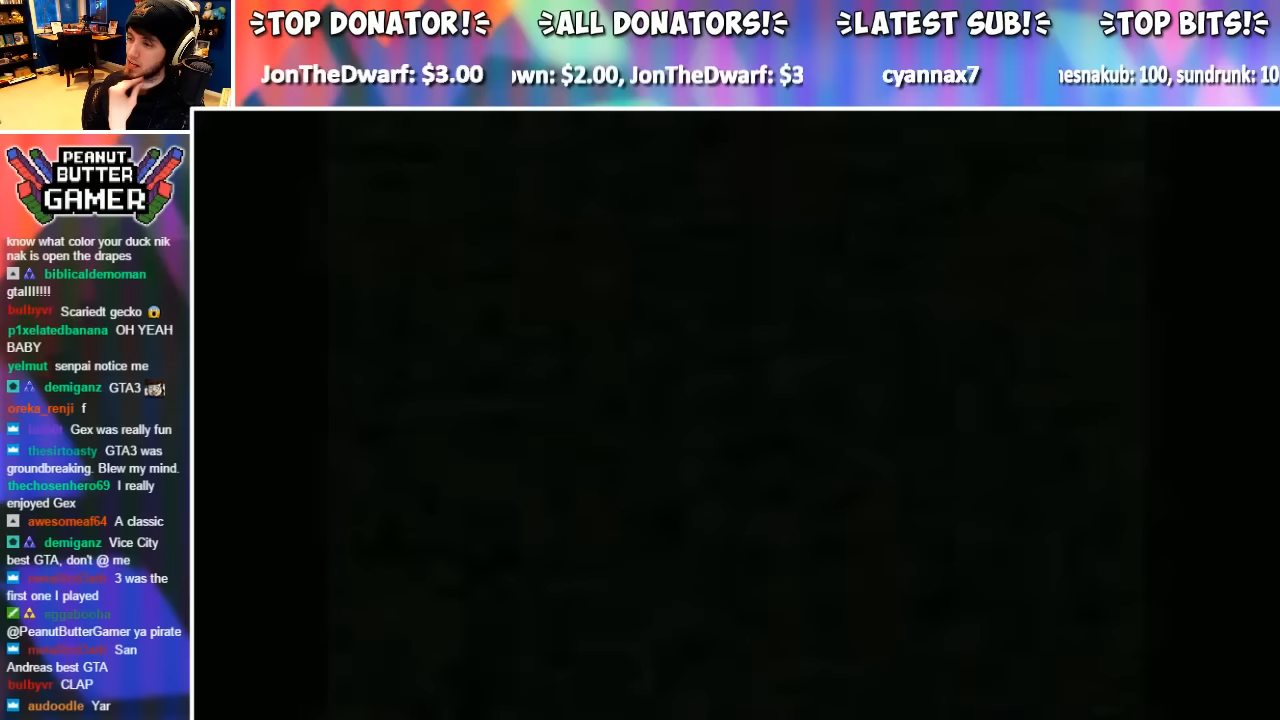 TOP DONATOR!
ALL DONATORS!
LATEST SUB!
TOP BITS!
JonTheDwarf: $3.00
wn: $2.00, JonTheDwarf: $3
cyannax7
esnakub: 100, sundrunk: 10
PEANUT
BUTTER
GAMER
know what color your duck nik
nak is open the drapes
biblicaldemoman
gtaIII!!!!
bulbyvr Scariedt gecko 😱
p1xelatedbanana OH YEAH
BABY
yelmut senpai notice me
demiganz GTA3
oreka_renji f
Gex was really fun
thesirtoasty GTA3 was
groundbreaking. Blew my mind.
thechosenhero69 I really
enjoyed Gex
awesomeaf64 A classic
demiganz Vice City
best GTA, don't @ me
3 was the
first one I played
eggabooha
@PeanutButterGamer ya pirate
San
Andreas best GTA
bulbyvr CLAP
audoodle Yar